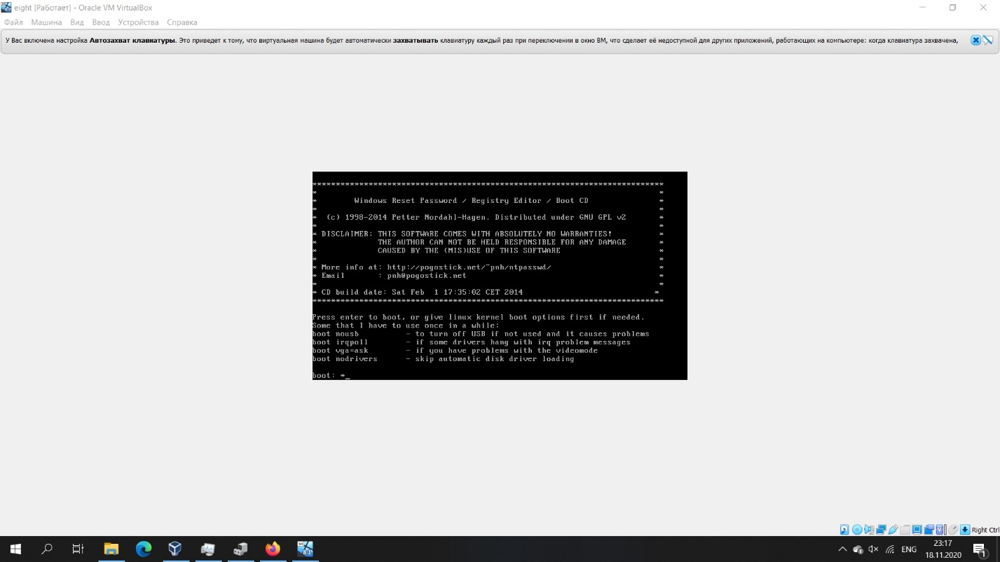 eight [Работает] - Oracle VM VirtualBox
Файл Машина Вид Ввод Устройства Справка
У Вас включена настройка Автозахват клавиатуры. Это приведет к тому, что виртуальная машина будет автоматически захватывать клавиатуру каждый раз при переключении в окно ВМ, что сделает её недоступной для других приложений, работающих на компьютере: когда клавиатура захвачена,
***************************************************************************
* *
* Windows Reset Password / Registry Editor / Boot CD *
* *
* (c) 1998-2014 Petter Nordahl-Hagen. Distributed under GNU GPL v2 *
* *
* DISCLAIMER: THIS SOFTWARE COMES WITH ABSOLUTELY NO WARRANTIES! *
* THE AUTHOR CAN NOT BE HELD RESPONSIBLE FOR ANY DAMAGE *
* CAUSED BY THE (MIS)USE OF THIS SOFTWARE *
* *
* More info at: http://pogostick.net/~pnh/ntpasswd/ *
* Email : pnh@pogostick.net *
* *
* CD build date: Sat Feb 1 17:35:02 CET 2014 *
***************************************************************************
Press enter to boot, or give linux kernel boot options first if needed.
Some that I have to use once in a while:
boot nousb - to turn off USB if not used and it causes problems
boot irqpoll - if some drivers hang with irq problem messages
boot vga=ask - if you have problems with the videomode
boot nodrivers - skip automatic disk driver loading
boot: *_
Right Ctrl
8.1
ENG
23:17
18.11.2020
1